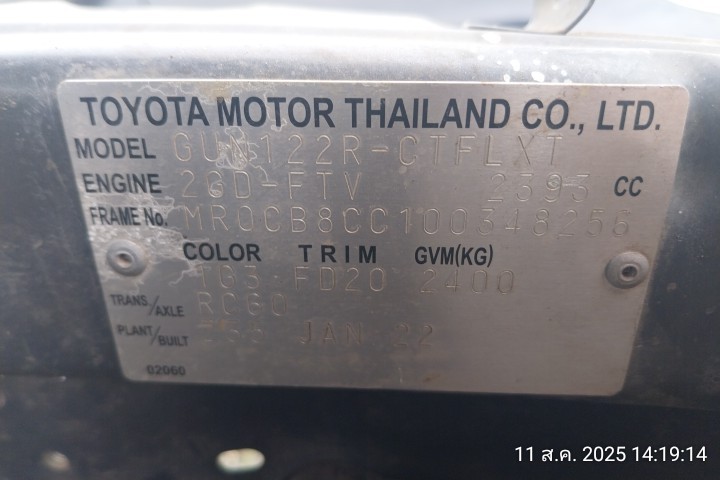 TOYOTA MOTOR THAILAND CO., LTD.
MODEL GUN122R-CTFLXT
ENGINE 2GD-FTV 2393 CC
FRAME No. MR0CB8CC100348256
COLOR TRIM GVM(KG)
FD20 2400
TRANS./AXLE RC60
PLANT/BUILT JAN 22
02060
11 ส.ค. 2025 14:19:14